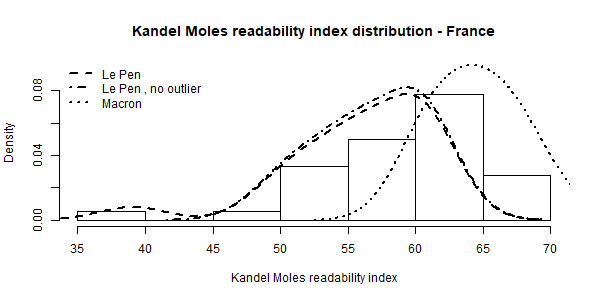 Kandel Moles readability index distribution - France
Le Pen
Le Pen , no outlier
Macron
Density
0.08
0.04
0.00
35 40 45 50 55 60 65 70
Kandel Moles readability index